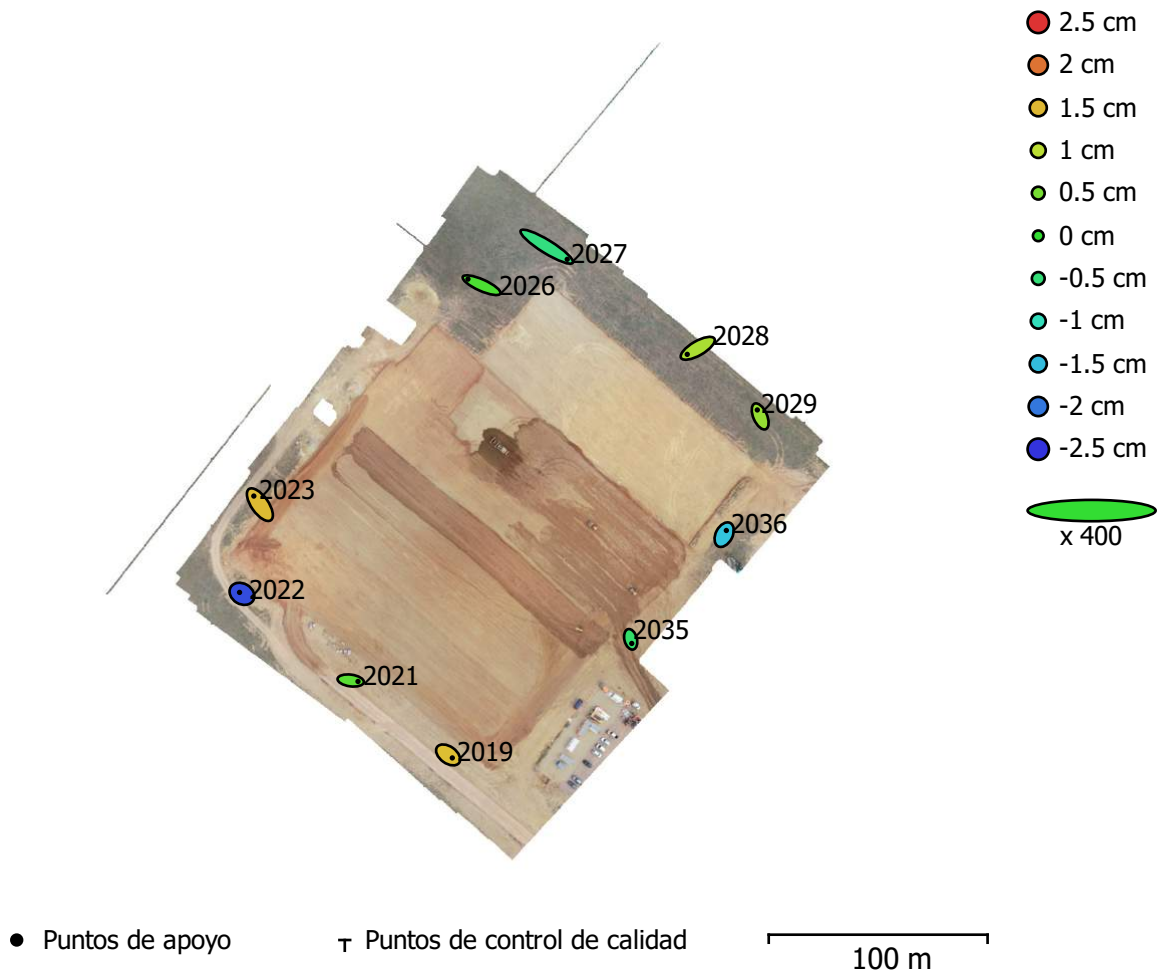 2.5 cm
2 cm
1.5 cm
1 cm
0.5 cm
0 cm
-0.5 cm
-1 cm
-1.5 cm
-2 cm
-2.5 cm
x 400
2027
2026
2028
2029
2023
2036
2022
2035
2021
2019
Puntos de apoyo
Puntos de control de calidad
100 m